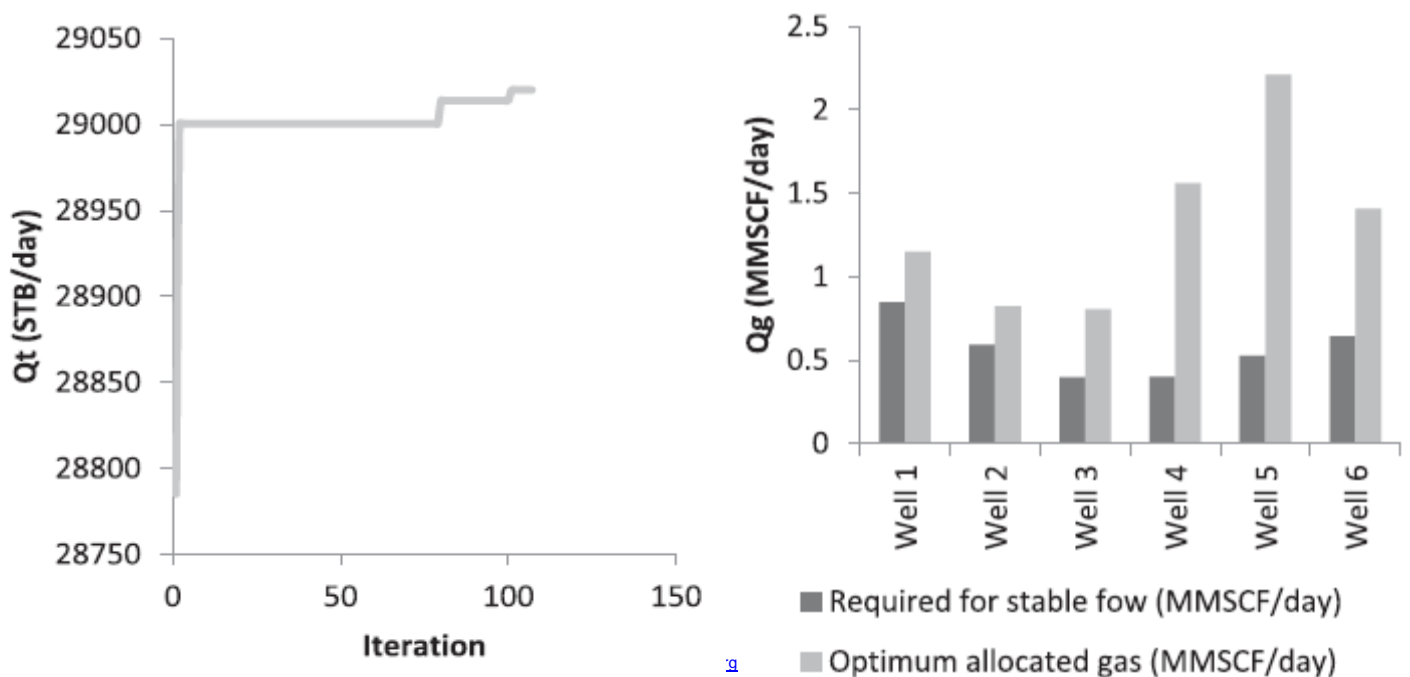 29050
29000
28950
28900
28850
28800
28750
Qt (STB/day)
0
50
100
150
Iteration
2.5
2
1.5
1
0.5
0
Qg (MMSCF/day)
Well 1
Well 2
Well 3
Well 4
Well 5
Well 6
Required for stable fow (MMSCF/day)
Optimum allocated gas (MMSCF/day)